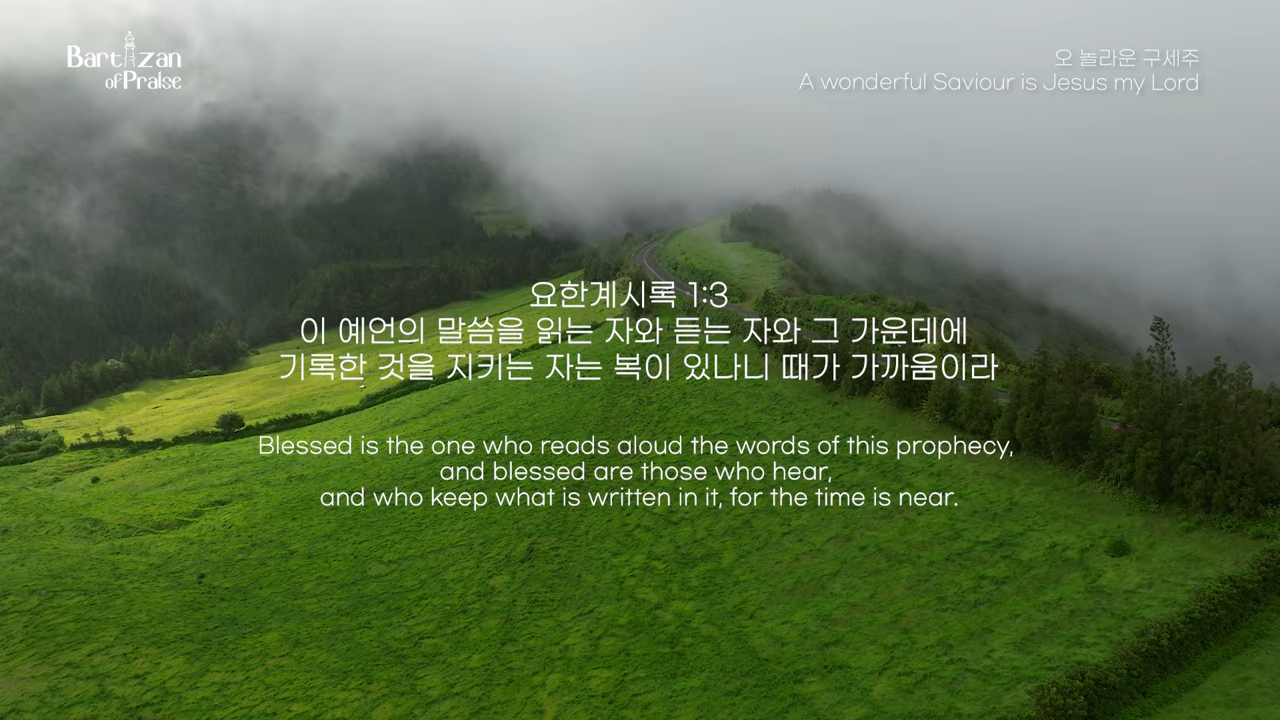 Bartizan
of Praise
오 놀라운 구세주
A wonderful Saviour is Jesus my Lord
요한계시록 1:3
이 예언의 말씀을 읽는 자와 듣는 자와 그 가운데에
기록한 것을 지키는 자는 복이 있나니 때가 가까움이라
Blessed is the one who reads aloud the words of this prophecy,
and blessed are those who hear,
and who keep what is written in it, for the time is near.